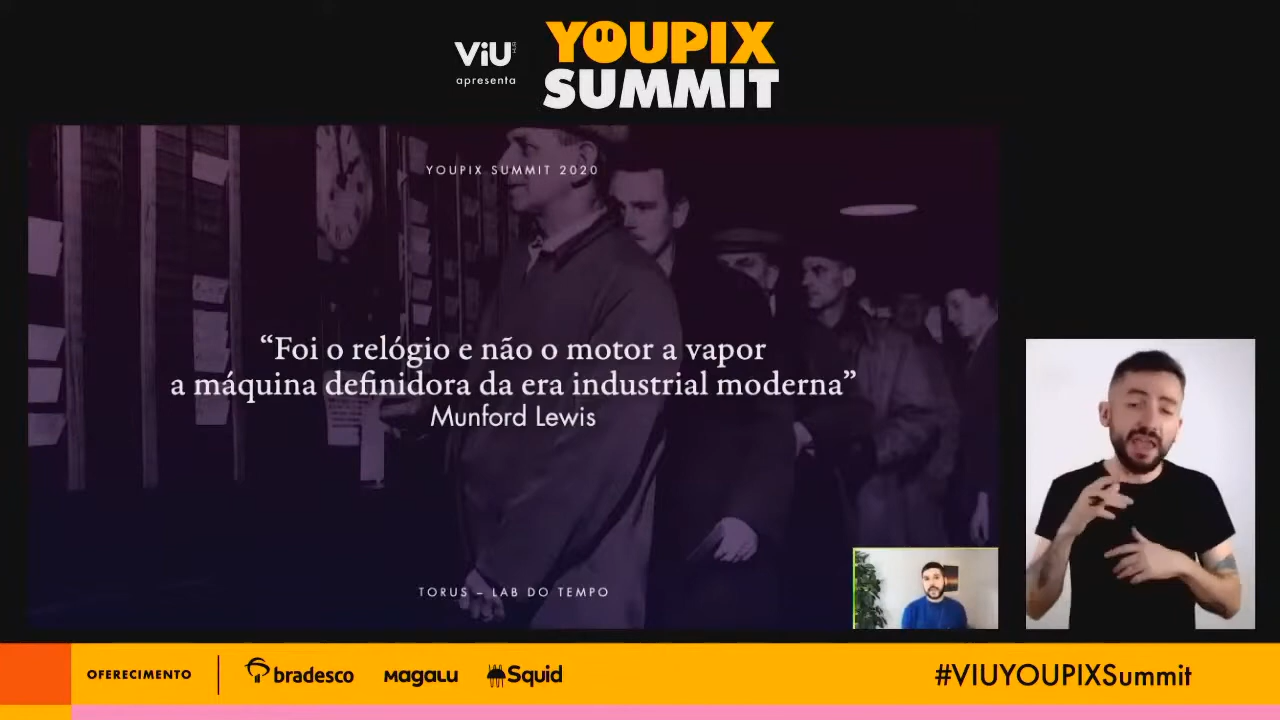 ViU HUB
apresenta
YOUPIX
SUMMIT
YOUPIX SUMMIT 2020
“Foi o relógio e não o motor a vapor
a máquina definidora da era industrial moderna”
Munford Lewis
TORUS – LAB DO TEMPO
OFERECIMENTO
bradesco
MAGALU
Squid
#VIUYOUPIXSummit